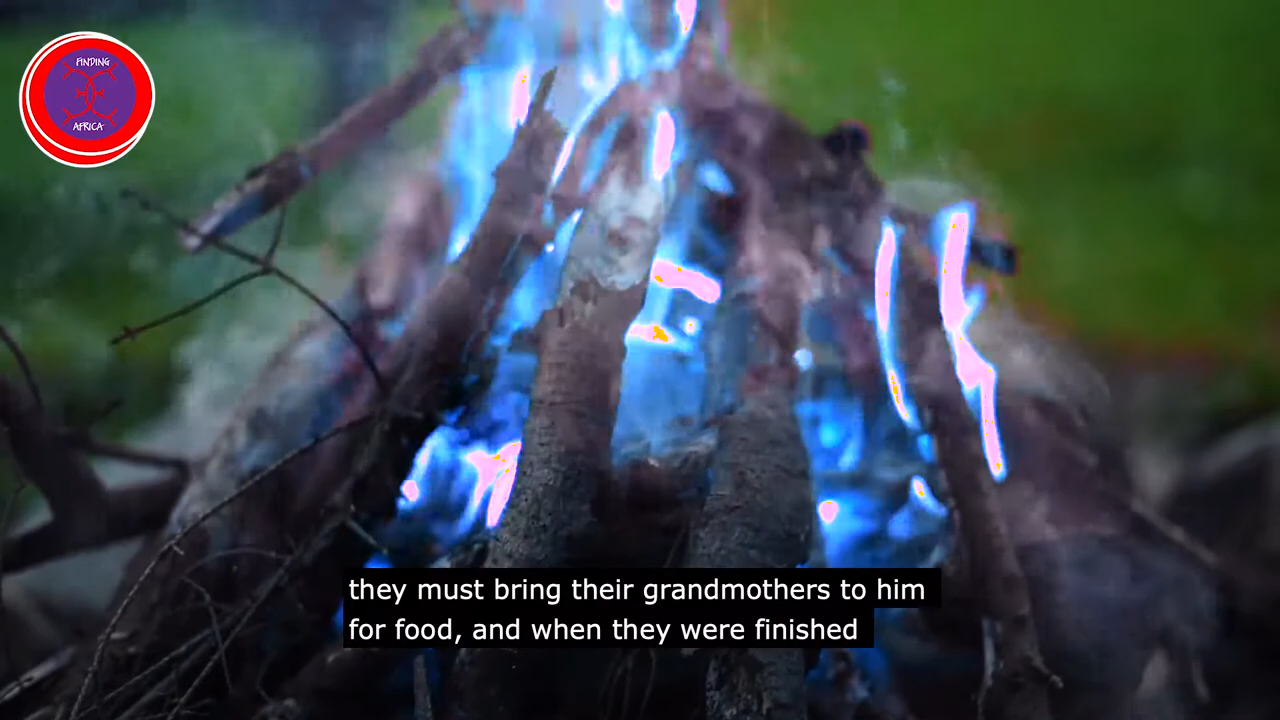 FINDING
AFRICA
they must bring their grandmothers to him
for food, and when they were finished